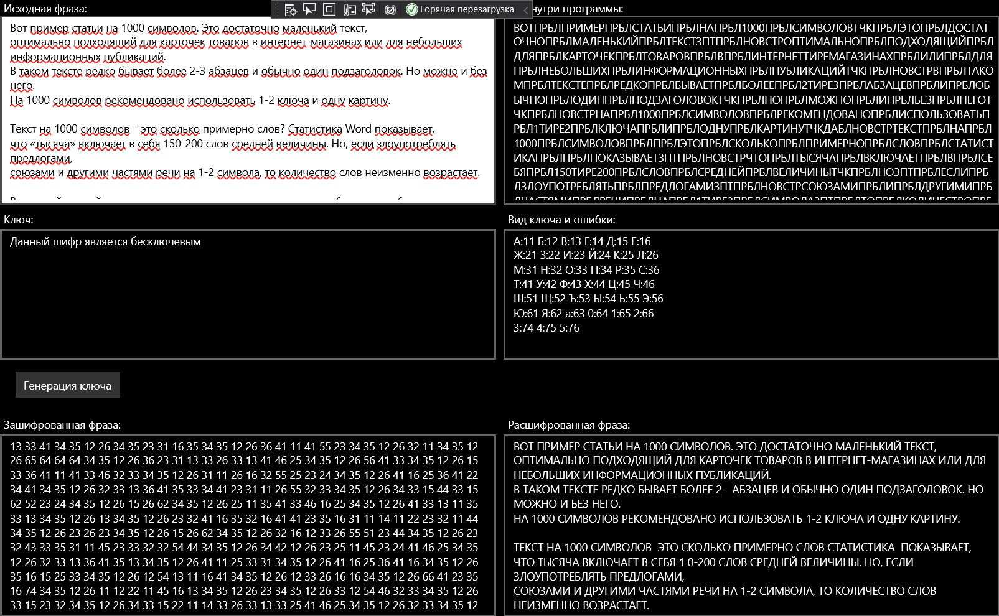 Исходная фраза:
Горячая перезагрузка
нутри программы:
Вот пример статьи на 1000 символов. Это достаточно маленький текст,
оптимально подходящий для карточек товаров в интернет-магазинах или для небольших
информационных публикаций.
В таком тексте редко бывает более 2-3 абзацев и обычно один подзаголовок. Но можно и без
него.
На 1000 символов рекомендовано использовать 1-2 ключа и одну картину.
Текст на 1000 символов – это сколько примерно слов? Статистика Word показывает,
что «тысяча» включает в себя 150-200 слов средней величины. Но, если злоупотреблять
предлогами,
союзами и другими частями речи на 1-2 символа, то количество слов неизменно возрастает.
ВОТПРБЛПРИМЕРПРБЛСТАТЬИПРБЛНАПРБЛ1000ПРБЛСИМВОЛОВТЧКПРБЛЭТОПРБЛДОСТАТ
ОЧНОПРБЛМАЛЕНЬКИЙПРБЛТЕКСТЗПТПРБЛНОВСТРОПТИМАЛЬНОПРБЛПОДХОДЯЩИЙПРБЛ
ДЛЯПРБЛКАРТОЧЕКПРБЛТОВАРОВПРБЛВПРБЛИНТЕРНЕТТИРЕМАГАЗИНАХПРБЛИЛИПРБЛДЛЯ
ПРБЛНЕБОЛЬШИХПРБЛИНФОРМАЦИОННЫХПРБЛПУБЛИКАЦИЙТЧКПРБЛНОВСТРВПРБЛТАКО
МПРБЛТЕКСТЕПРБЛРЕДКОПРБЛБЫВАЕТПРБЛБОЛЕЕПРБЛ2ТИРЕ3ПРБЛАБЗАЦЕВПРБЛИПРБЛОБ
ЫЧНОПРБЛОДИНПРБЛПОДЗАГОЛОВОКТЧКПРБЛНОПРБЛМОЖНОПРБЛИПРБЛБЕЗПРБЛНЕГОТ
ЧКПРБЛНОВСТРНАПРБЛ1000ПРБЛСИМВОЛОВПРБЛРЕКОМЕНДОВАНОПРБЛИСПОЛЬЗОВАТЬП
РБЛ1ТИРЕ2ПРБЛКЛЮЧАПРБЛИПРБЛОДНУПРБЛКАРТИНУТЧКДАБЛНОВСТРТЕКСТПРБЛНАПРБЛ
1000ПРБЛСИМВОЛОВПРБЛПРБЛЭТОПРБЛСКОЛЬКОПРБЛПРИМЕРНОПРБЛСЛОВПРБЛСТАТИСТ
ИКАПРБЛПРБЛПОКАЗЫВАЕТЗПТПРБЛНОВСТРЧТОПРБЛТЫСЯЧАПРБЛВКЛЮЧАЕТПРБЛВПРБЛСЕ
БЯПРБЛ150ТИРЕ200ПРБЛСЛОВПРБЛСРЕДНЕЙПРБЛВЕЛИЧИНЫТЧКПРБЛНОЗПТПРБЛЕСЛИПРБ
ЛЗЛОУПОТРЕБЛЯТЬПРБЛПРЕДЛОГАМИЗПТПРБЛНОВСТРСОЮЗАМИПРБЛИПРБЛДРУГИМИПРБ
ЛЧАСТЯМИПРБЛРЕЧИПРБЛНАПРБЛ1ТИРЕ2ПРБЛСИМВОЛАЗПТПРБЛТОПРБЛКОЛИЧЕСТВОПРБ
Ключ:
Данный шифр является бесключевым
Вид ключа и ошибки:
А:11 Б:12 В:13 Г:14 Д:15 Е:16
Ж:21 З:22 И:23 Й:24 К:25 Л:26
М:31 Н:32 О:33 П:34 Р:35 С:36
Т:41 У:42 Ф:43 Х:44 Ц:45 Ч:46
Ш:51 Щ:52 Ъ:53 Ы:54 Ь:55 Э:56
Ю:61 Я:62 а:63 0:64 1:65 2:66
3:74 4:75 5:76
Генерация ключа
Зашифрованная фраза:
13 33 41 34 35 12 26 34 35 23 31 16 35 34 35 12 26 36 41 11 41 55 23 34 35 12 26 32 11 34 35 12
26 65 64 64 64 34 35 12 26 36 23 31 13 33 26 33 13 41 46 25 34 35 12 26 56 41 33 34 35 12 26 15
33 36 41 11 41 33 46 32 33 34 35 12 26 31 11 26 16 32 55 25 23 24 34 35 12 26 41 16 25 36 41 22
34 41 34 35 12 26 32 33 13 36 41 35 33 34 41 23 31 11 26 55 32 33 34 35 12 26 34 33 15 44 33 15
62 52 23 24 34 35 12 26 15 26 62 34 35 12 26 25 11 35 41 33 46 16 25 34 35 12 26 41 33 13 11 35
33 13 34 35 12 26 13 34 35 12 26 23 32 41 16 35 32 16 41 41 23 35 16 31 11 14 11 22 23 32 11 44
34 35 12 26 23 26 23 34 35 12 26 15 26 62 34 35 12 26 32 16 12 33 26 55 51 23 44 34 35 12 26 23
32 43 33 35 31 11 45 23 33 32 32 54 44 34 35 12 26 34 42 12 26 23 25 11 45 23 24 41 46 25 34 35
12 26 32 33 13 36 41 35 13 34 35 12 26 41 11 25 33 31 34 35 12 26 41 16 25 36 41 16 34 35 12 26
35 16 15 25 33 34 35 12 26 12 54 13 11 16 41 34 35 12 26 12 33 26 16 16 34 35 12 26 66 41 23 35
16 74 34 35 12 26 11 12 22 11 45 16 13 34 35 12 26 23 34 35 12 26 33 12 54 46 32 33 34 35 12 26
33 15 23 32 34 35 12 26 34 33 15 22 11 14 33 26 33 13 33 25 41 46 25 34 35 12 26 32 33 34 35 12
Расшифрованная фраза:
ВОТ ПРИМЕР СТАТЬИ НА 1000 СИМВОЛОВ. ЭТО ДОСТАТОЧНО МАЛЕНЬКИЙ ТЕКСТ,
ОПТИМАЛЬНО ПОДХОДЯЩИЙ ДЛЯ КАРТОЧЕК ТОВАРОВ В ИНТЕРНЕТ-МАГАЗИНАХ ИЛИ ДЛЯ
НЕБОЛЬШИХ ИНФОРМАЦИОННЫХ ПУБЛИКАЦИЙ.
В ТАКОМ ТЕКСТЕ РЕДКО БЫВАЕТ БОЛЕЕ 2-  АБЗАЦЕВ И ОБЫЧНО ОДИН ПОДЗАГОЛОВОК. НО
МОЖНО И БЕЗ НЕГО.
НА 1000 СИМВОЛОВ РЕКОМЕНДОВАНО ИСПОЛЬЗОВАТЬ 1-2 КЛЮЧА И ОДНУ КАРТИНУ.
ТЕКСТ НА 1000 СИМВОЛОВ  ЭТО СКОЛЬКО ПРИМЕРНО СЛОВ СТАТИСТИКА  ПОКАЗЫВАЕТ,
ЧТО ТЫСЯЧА ВКЛЮЧАЕТ В СЕБЯ 1 0-200 СЛОВ СРЕДНЕЙ ВЕЛИЧИНЫ. НО, ЕСЛИ
ЗЛОУПОТРЕБЛЯТЬ ПРЕДЛОГАМИ,
СОЮЗАМИ И ДРУГИМИ ЧАСТЯМИ РЕЧИ НА 1-2 СИМВОЛА, ТО КОЛИЧЕСТВО СЛОВ
НЕИЗМЕННО ВОЗРАСТАЕТ.